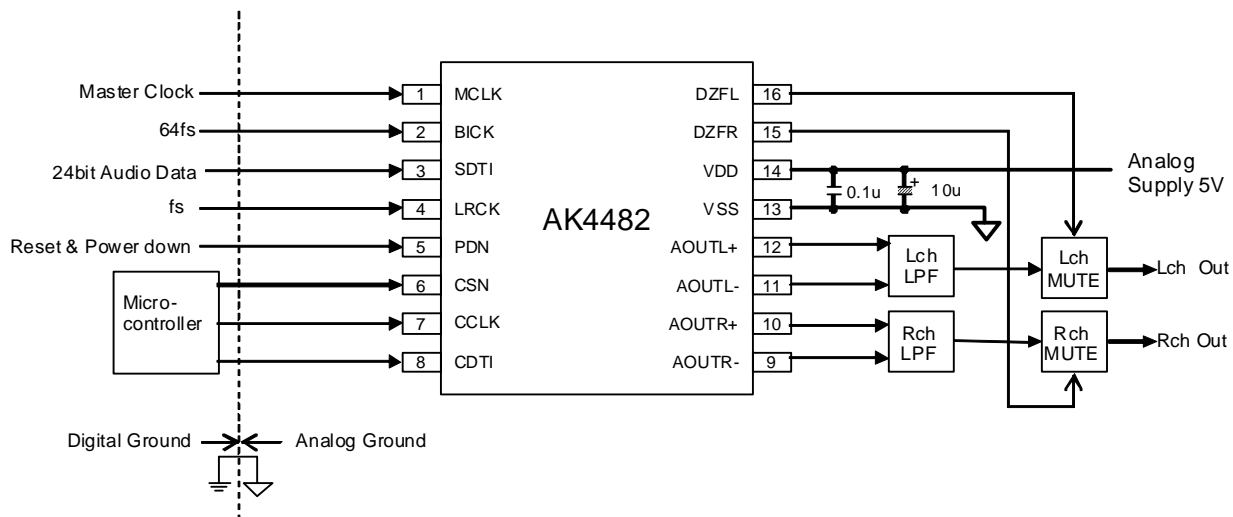 Master Clock
64fs
24bit Audio Data
fs
Reset & Power down
Micro-
controller
1 MCLK
2 BICK
3 SDTI
4 LRCK
5 PDN
6 CSN
7 CCLK
8 CDTI
AK4482
DZFL 16
DZFR 15
VDD 14
VSS 13
AOUTL+ 12
AOUTL- 11
AOUTR+ 10
AOUTR- 9
0.1u
+
10u
Analog
Supply 5V
Lch
LPF
Lch
MUTE
Lch Out
Rch
LPF
Rch
MUTE
Rch Out
Digital Ground
Analog Ground